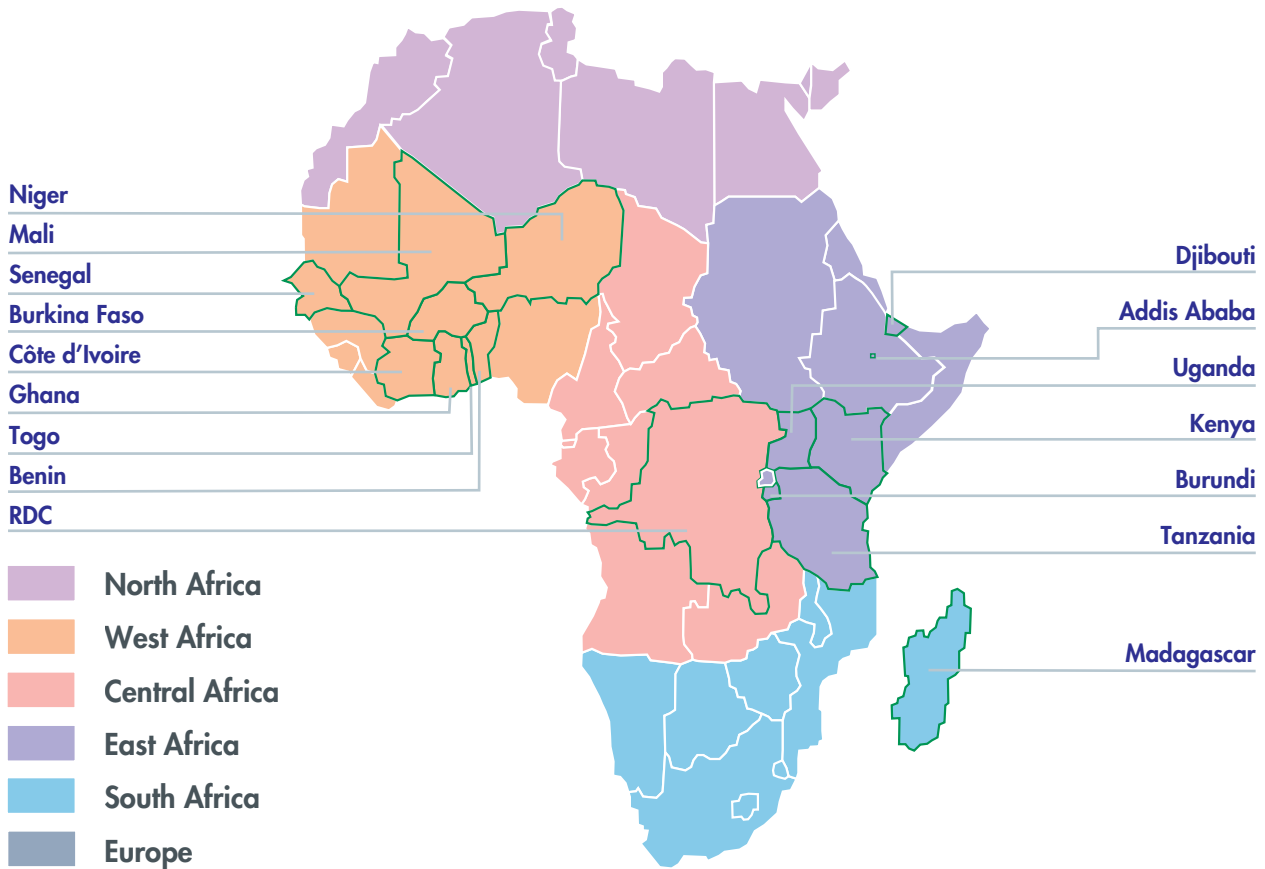 Niger
Mali
Senegal
Burkina Faso
Côte d’Ivoire
Ghana
Togo
Benin
RDC
Djibouti
Addis Ababa
Uganda
Kenya
Burundi
Tanzania
Madagascar
North Africa
West Africa
Central Africa
East Africa
South Africa
Europe